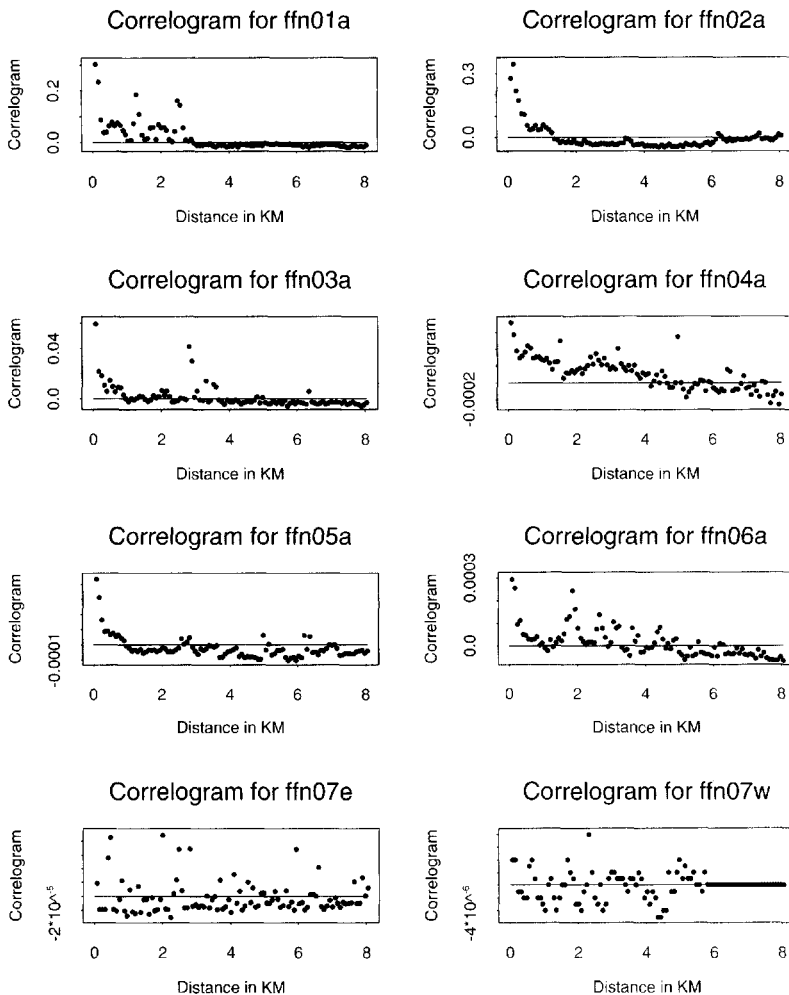 Correlogram for ffn01a
Correlogram
0.2
0.0
0 2 4 6 8
Distance in KM
Correlogram for ffn02a
Correlogram
0.3
0.0
0 2 4 6 8
Distance in KM
Correlogram for ffn03a
Correlogram
0.04
0.0
0 2 4 6 8
Distance in KM
Correlogram for ffn04a
Correlogram
-0.0002
0 2 4 6 8
Distance in KM
Correlogram for ffn05a
Correlogram
-0.0001
0 2 4 6 8
Distance in KM
Correlogram for ffn06a
Correlogram
0.0003
0.0
0 2 4 6 8
Distance in KM
Correlogram for ffn07e
Correlogram
-2*10^-5
0 2 4 6 8
Distance in KM
Correlogram for ffn07w
Correlogram
-4*10^-6
0 2 4 6 8
Distance in KM